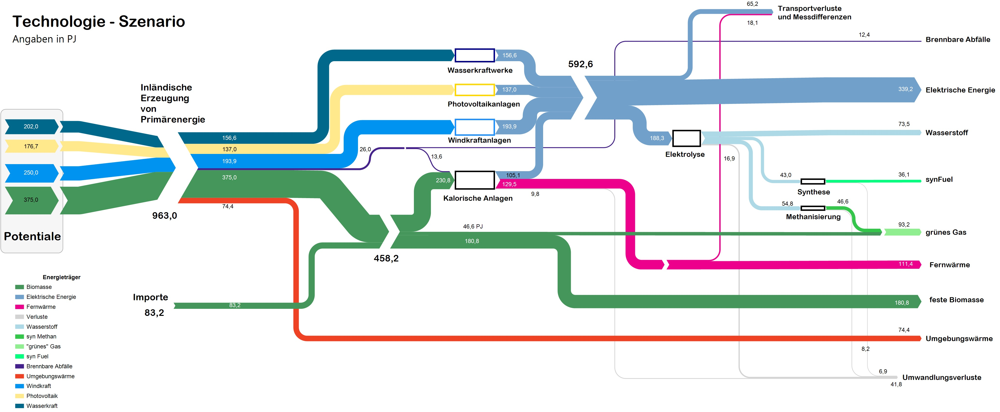 Technologie - Szenario
Angaben in PJ
65,2
Transportverluste
und Messdifferenzen
18,1
12,4
Brennbare Abfälle
156,6
Wasserkraftwerke
592,6
137,0
Photovoltaikanlagen
339,2
Elektrische Energie
Inländische
Erzeugung
von
Primärenergie
202,0
176,7
250,0
375,0
Potentiale
963,0
156,6
137,0
193,9
375,0
74,4
26,0
13,6
193,9
Windkraftanlagen
188,3
Elektrolyse
73,5
Wasserstoff
16,9
230,8
105,1
129,5
9,8
Kalorische Anlagen
43,0
Synthese
36,1
synFuel
54,8
Methanisierung
46,6
46,6 PJ
93,2
grünes Gas
180,8
458,2
111,4
Fernwärme
Importe
83,2
83,2
180,8
feste Biomasse
74,4
Umgebungswärme
8,2
6,9
Umwandlungsverluste
41,8
Energieträger
Biomasse
Elektrische Energie
Fernwärme
Verluste
Wasserstoff
syn Methan
"grünes" Gas
syn Fuel
Brennbare Abfälle
Umgebungswärme
Windkraft
Photovoltaik
Wasserkraft